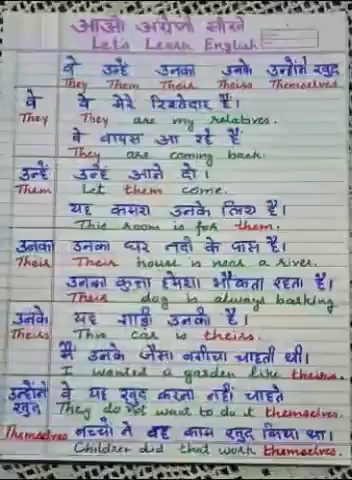 आओ अंग्रेजी सीखें
Let's Learn English
वे उन्हें उनका उनके उन्होंने खुद
They Them Their Theirs Themselves
वे ये मेरे रिश्तेदार हैं।
They They are my relatives.
वे वापस आ रहे हैं
They are coming back.
उन्हें उन्हें आने दो।
Them Let them come.
यह कमरा उनके लिए है।
This room is for them.
उनका उनका घर नदी के पास है।
Their Their house is near a river.
उनका कुत्ता हमेशा भौंकता रहता है।
Their dog is always barking
उनके यह गाड़ी उनकी है।
Theirs This car is theirs.
मैं उनके जैसा बगीचा चाहती थी।
I wanted a garden like theirs.
उन्होंने वे यह खुद करना नहीं चाहते
खुद They do not want to do it themselves.
Themselves बच्चों ने वह काम खुद किया था।
Children did that work themselves.